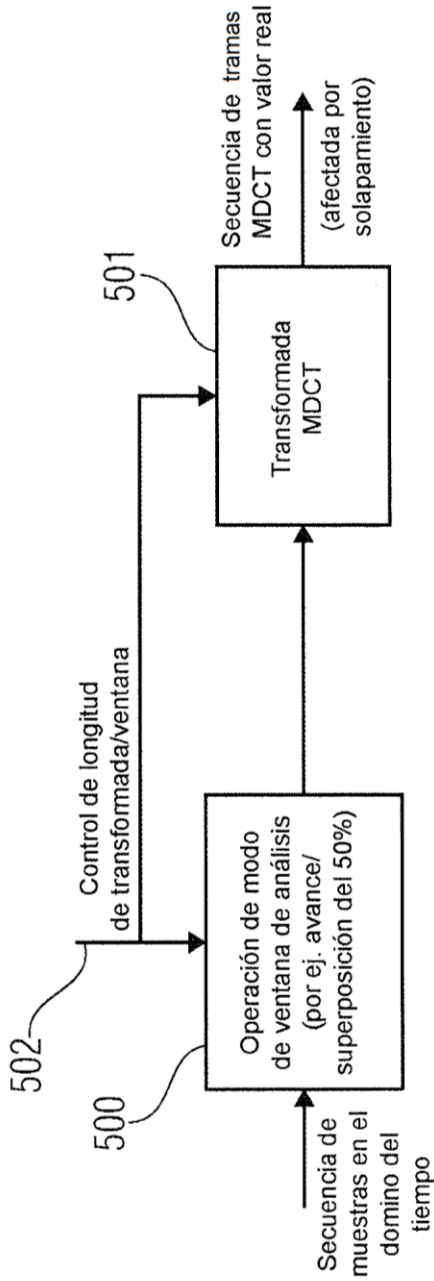 502
Control de longitud
de transformada/ventana
500
Operación de modo
de ventana de análisis
(por ej. avance/
superposición del 50%)
Secuencia de
muestras en el
domino del
tiempo
501
Transformada
MDCT
Secuencia de tramas
MDCT con valor real
(afectada por
solapamiento)